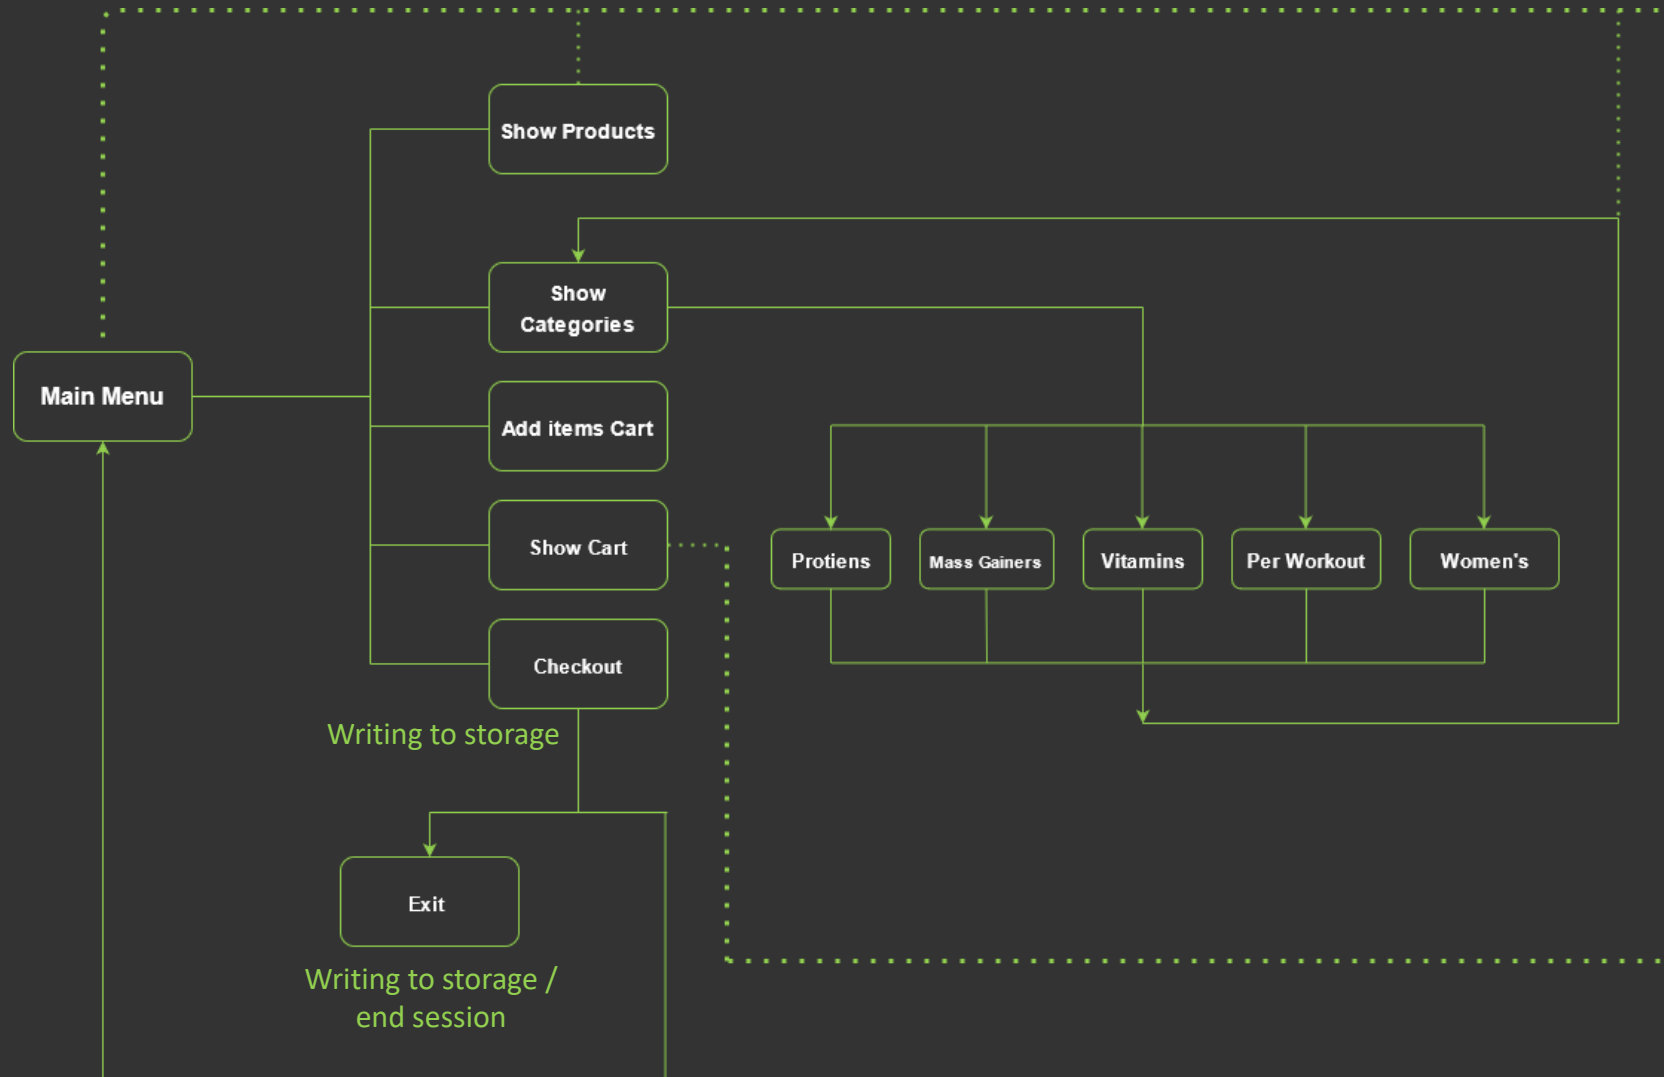 Show Products
Show
Categories
Main Menu
Add items Cart
Show Cart
Protiens
Mass Gainers
Vitamins
Per Workout
Women's
Checkout
Writing to storage
Exit
Writing to storage /
end session